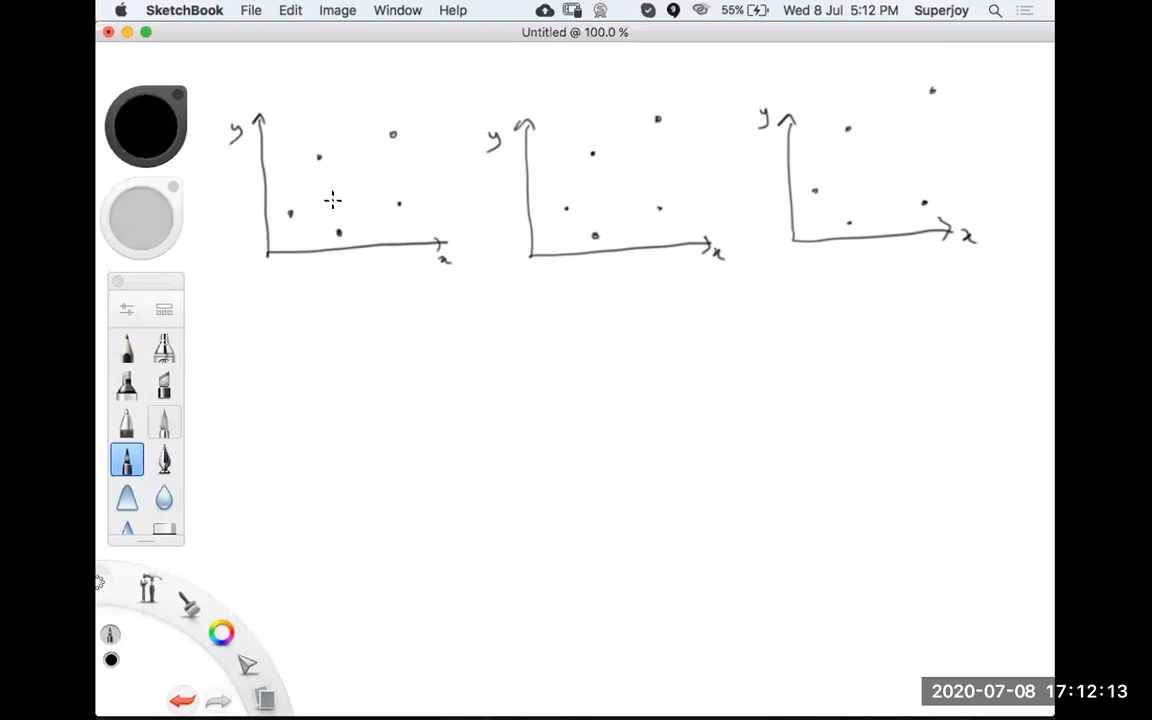 SketchBook File Edit Image Window Help 55% Wed 8 Jul 5:12 PM Superjoy
Untitled @ 100.0 %
y y y
x x x
2020-07-08 17:12:13